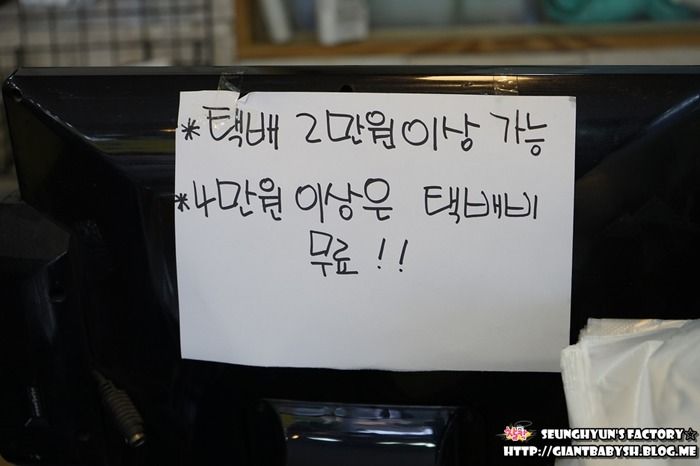 *택배 2만원이상 가능
*4만원 이상은 택배비
무료!!
SEUNGHYUN'S FACTORY☆
HTTP://GIANTBABYSH.BLOG.ME